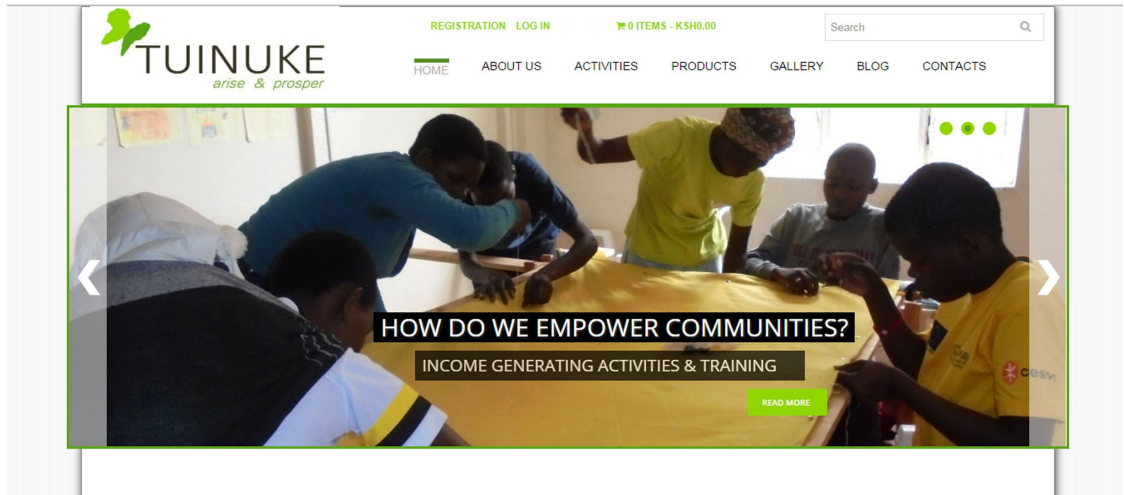 REGISTRATION LOG IN
0 ITEMS - KSH0.00
Search
TUINUKE
arise & prosper
HOME ABOUT US ACTIVITIES PRODUCTS GALLERY BLOG CONTACTS
HOW DO WE EMPOWER COMMUNITIES?
INCOME GENERATING ACTIVITIES & TRAINING
READ MORE
cesvi